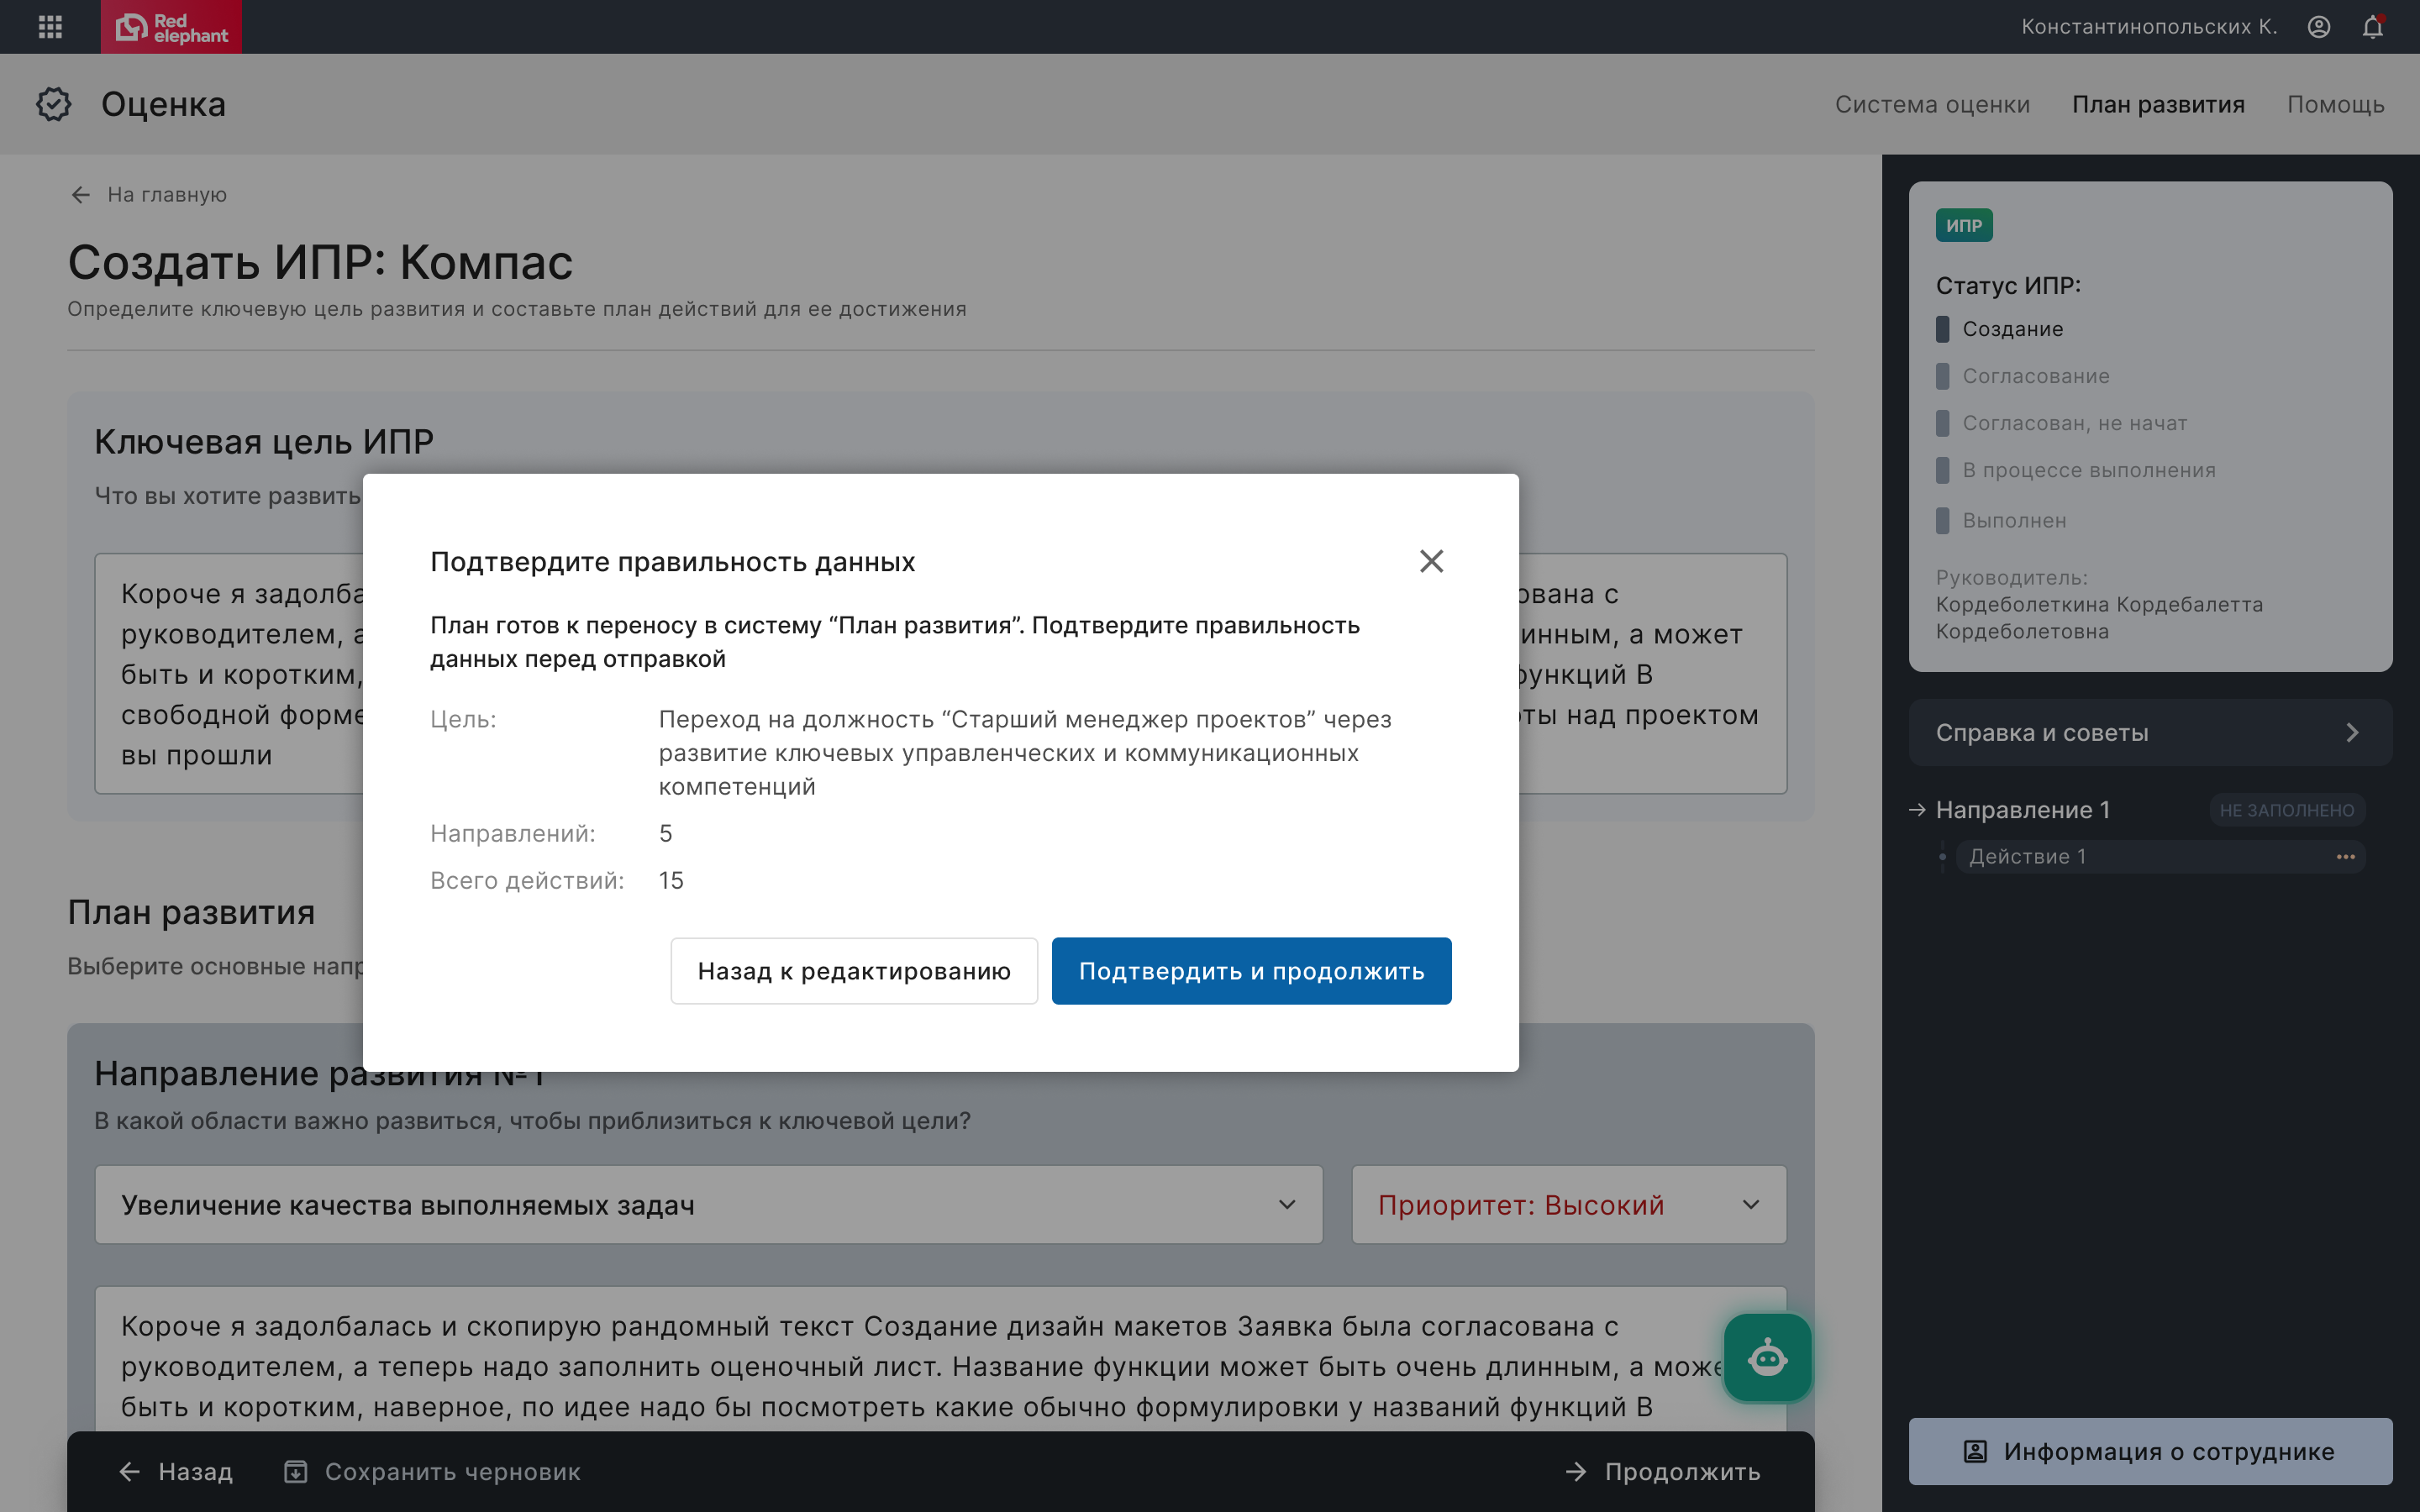 Red
elephant
Константинопольских К.
Оценка
Система оценки
План развития
Помощь
На главную
Создать ИПР: Компас
Определите ключевую цель развития и составьте план действий для ее достижения
Ключевая цель ИПР
Что вы хотите развить
Короче я задолба
руководителем, а
быть и коротким,
свободной форме
вы прошли
ована с
инным, а может
функций В
ты над проектом
Подтвердите правильность данных
План готов к переносу в систему “План развития”. Подтвердите правильность
данных перед отправкой
Цель:
Переход на должность “Старший менеджер проектов” через
развитие ключевых управленческих и коммуникационных
компетенций
Направлений:
5
Всего действий:
15
Назад к редактированию
Подтвердить и продолжить
План развития
Выберите основные напр
Направление развития №1
В какой области важно развиться, чтобы приблизиться к ключевой цели?
Увеличение качества выполняемых задач
Приоритет: Высокий
Короче я задолбалась и скопирую рандомный текст Создание дизайн макетов Заявка была согласована с
руководителем, а теперь надо заполнить оценочный лист. Название функции может быть очень длинным, а може
быть и коротким, наверное, по идее надо бы посмотреть какие обычно формулировки у названий функций В
Назад
Сохранить черновик
Продолжить
ИПР
Статус ИПР:
Создание
Согласование
Согласован, не начат
В процессе выполнения
Выполнен
Руководитель:
Кордеболеткина Кордебалетта
Кордеболетовна
Справка и советы
Направление 1
НЕ ЗАПОЛНЕНО
Действие 1
Информация о сотруднике